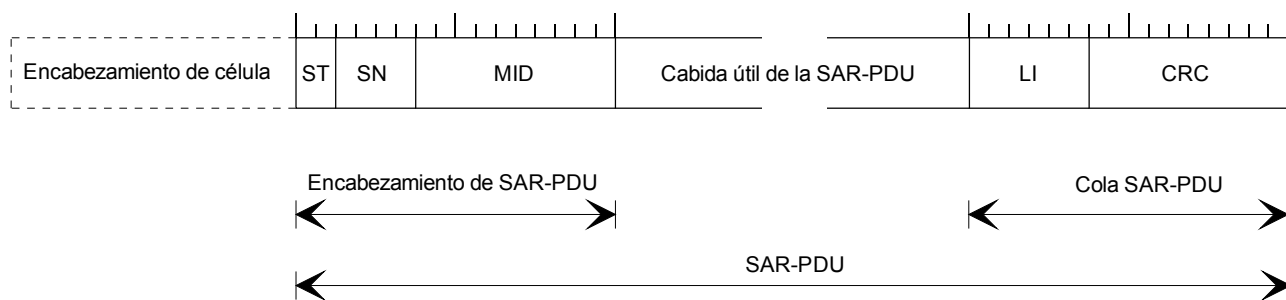 Encabezamiento de célula ST SN MID Cabida útil de la SAR-PDU LI CRC
Encabezamiento de SAR-PDU Cola SAR-PDU
SAR-PDU